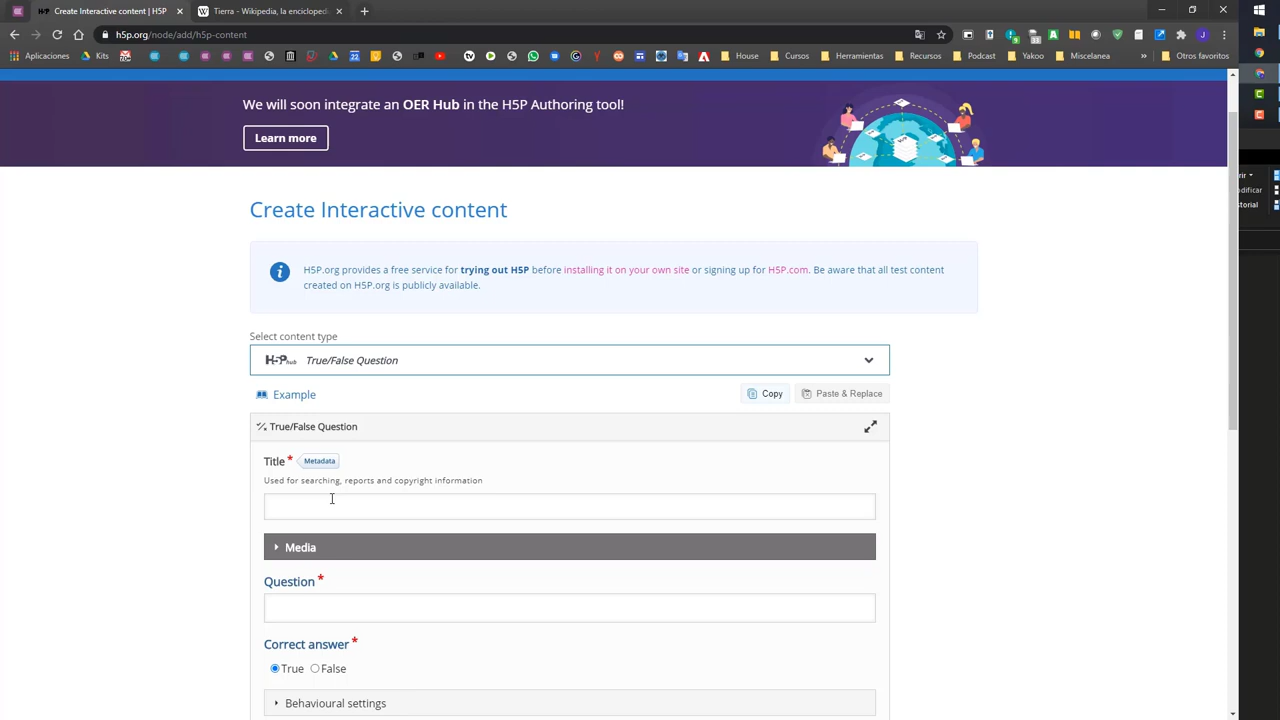 Create Interactive content | H5P
Tierra - Wikipedia, la encicloped
h5p.org/node/add/h5p-content
Aplicaciones
Kits
House
Cursos
Herramientas
Recursos
Podcast
Yakoo
Miscelanea
»
Otros favoritos
We will soon integrate an OER Hub in the H5P Authoring tool!
Learn more
Create Interactive content
H5P.org provides a free service for trying out H5P before installing it on your own site or signing up for H5P.com. Be aware that all test content
created on H5P.org is publicly available.
Select content type
H5P hub True/False Question
Example
Copy
Paste & Replace
True/False Question
Title * Metadata
Used for searching, reports and copyright information
Media
Question *
Correct answer *
True False
Behavioural settings